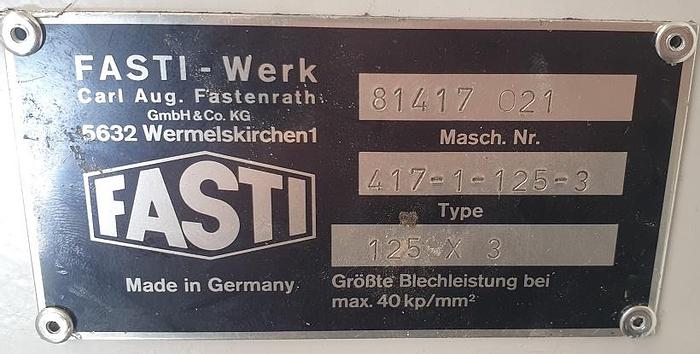 FASTI - Werk
Carl Aug. Fastenrath
GmbH & Co. KG
5632 Wermelskirchen1
FASTI
Made in Germany
81417 021
Masch. Nr.
417-1-125-3
Type
125 X 3
Größte Blechleistung bei
max. 40 kp/mm²